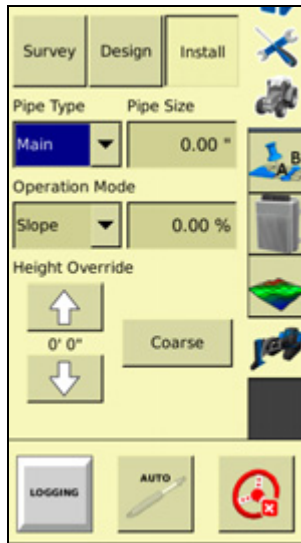 Survey Design Install
Pipe Type Pipe Size
Main 0.00 "
Operation Mode
Slope 0.00 %
Height Override
0' 0"
Coarse
LOGGING AUTO
A B